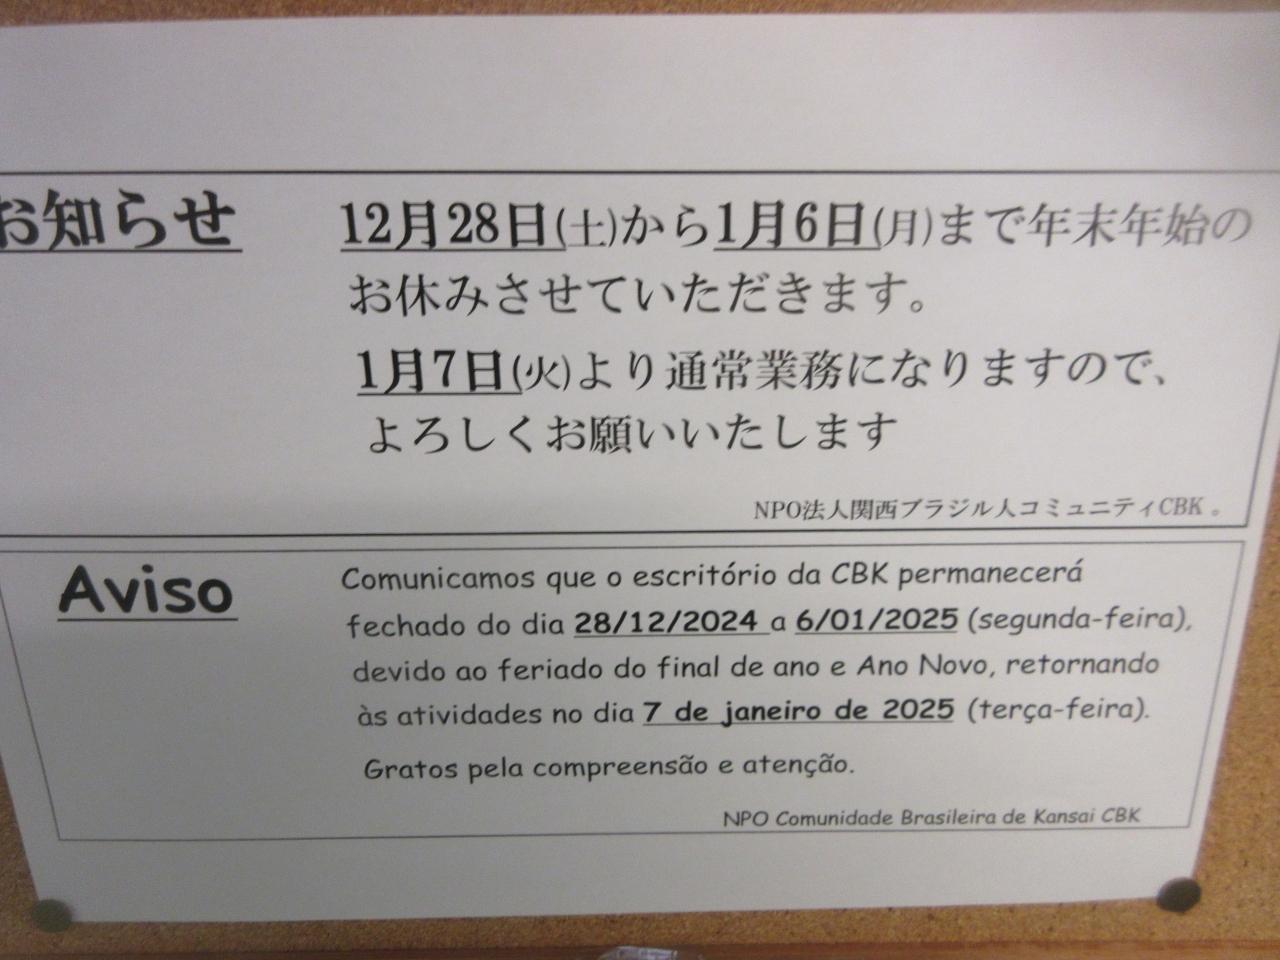 お知らせ
12月28日(土)から1月6日(月)まで年末年始の
お休みさせていただきます。
1月7日(火)より通常業務になりますので、
よろしくお願いいたします
NPO法人関西ブラジル人コミュニティCBK 。
Aviso
Comunicamos que o escritório da CBK permanecerá
fechado do dia 28/12/2024 a 6/01/2025 (segunda-feira),
devido ao feriado do final de ano e Ano Novo, retornando
às atividades no dia 7 de janeiro de 2025 (terça-feira).
Gratos pela compreensão e atenção.
NPO Comunidade Brasileira de Kansai CBK